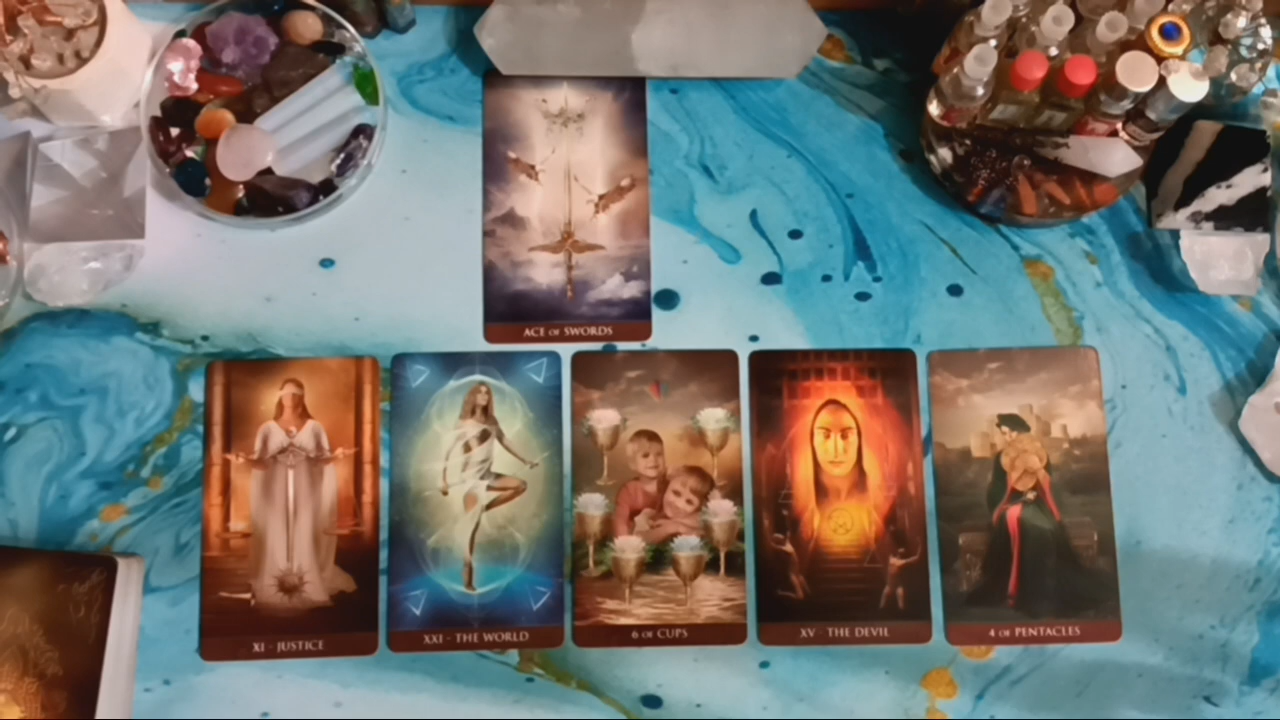 ACE OF SWORDS
XI · JUSTICE
XXI · THE WORLD
6 OF CUPS
XV · THE DEVIL
4 OF PENTACLES